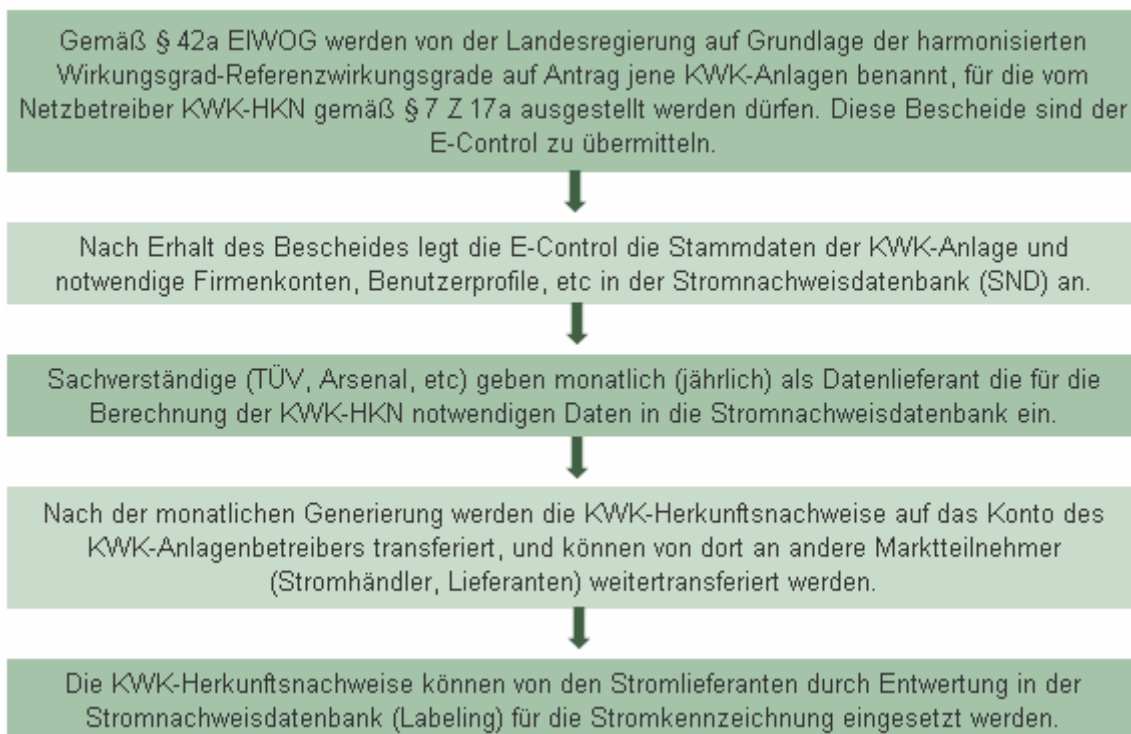 Gemäß § 42a ElWOG werden von der Landesregierung auf Grundlage der harmonisierten
Wirkungsgrad-Referenzwirkungsgrade auf Antrag jene KWK-Anlagen benannt, für die vom
Netzbetreiber KWK-HKN gemäß § 7 Z 17a ausgestellt werden dürfen. Diese Bescheide sind der
E-Control zu übermitteln.
Nach Erhalt des Bescheides legt die E-Control die Stammdaten der KWK-Anlage und
notwendige Firmenkonten, Benutzerprofile, etc in der Stromnachweisdatenbank (SND) an.
Sachverständige (TÜV, Arsenal, etc) geben monatlich (jährlich) als Datenlieferant die für die
Berechnung der KWK-HKN notwendigen Daten in die Stromnachweisdatenbank ein.
Nach der monatlichen Generierung werden die KWK-Herkunftsnachweise auf das Konto des
KWK-Anlagenbetreibers transferiert, und können von dort an andere Marktteilnehmer
(Stromhändler, Lieferanten) weitertransferiert werden.
Die KWK-Herkunftsnachweise können von den Stromlieferanten durch Entwertung in der
Stromnachweisdatenbank (Labeling) für die Stromkennzeichnung eingesetzt werden.